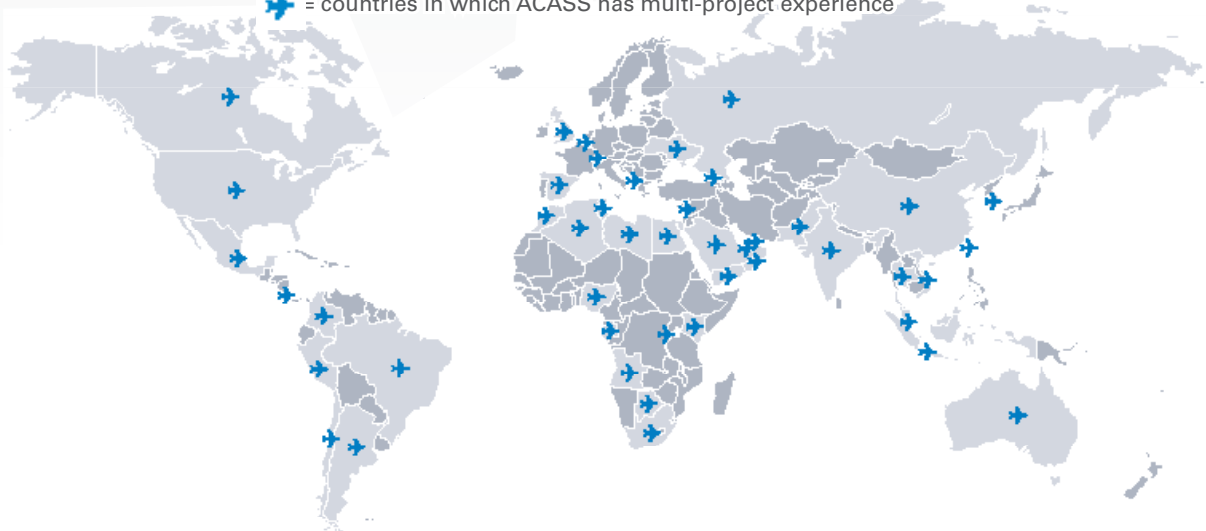 = countries in which ACASS has multi-project experience